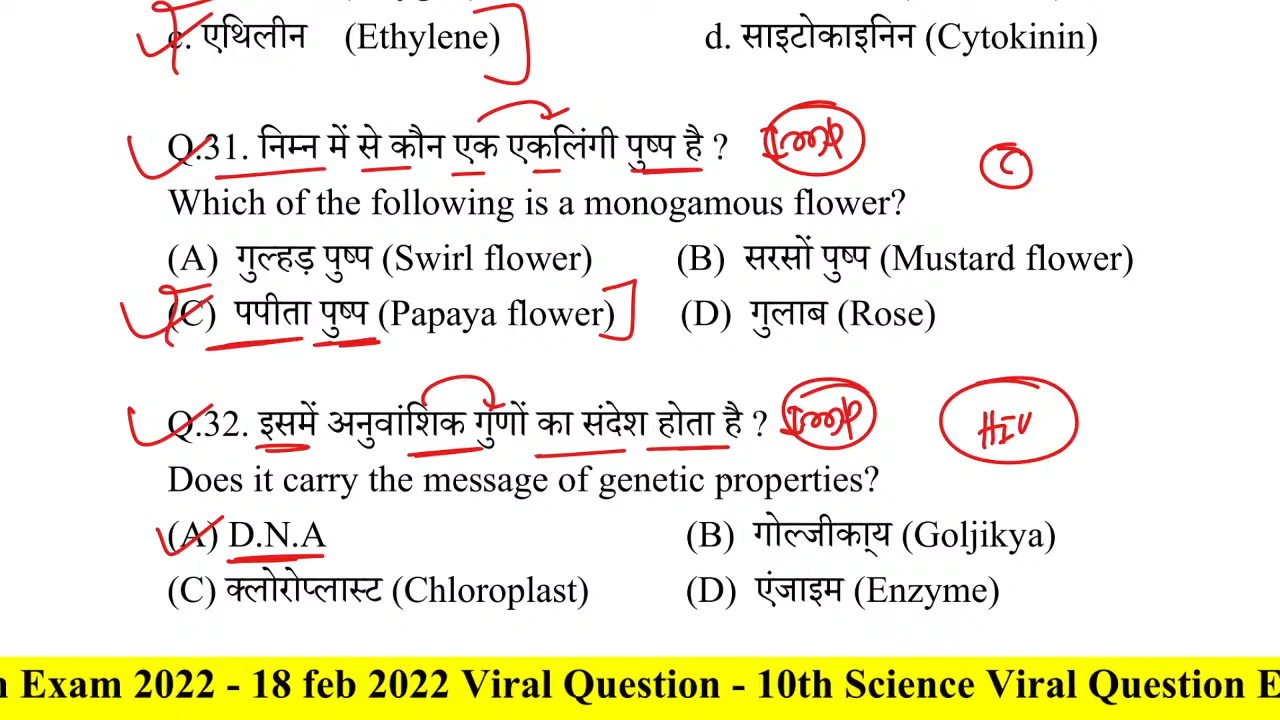 c. एथिलीन (Ethylene) d. साइटोकाइनिन (Cytokinin)
Q.31. निम्न में से कौन एक एकलिंगी पुष्प है ? Imp
Which of the following is a monogamous flower?
(A) गुल्हड़ पुष्प (Swirl flower) (B) सरसों पुष्प (Mustard flower)
(C) पपीता पुष्प (Papaya flower) (D) गुलाब (Rose)
Q.32. इसमें अनुवांशिक गुणों का संदेश होता है ? Imp HIV
Does it carry the message of genetic properties?
(A) D.N.A (B) गोल्जीका्य (Goljikya)
(C) क्लोरोप्लास्ट (Chloroplast) (D) एंजाइम (Enzyme)
Exam 2022 - 18 feb 2022 Viral Question - 10th Science Viral Question